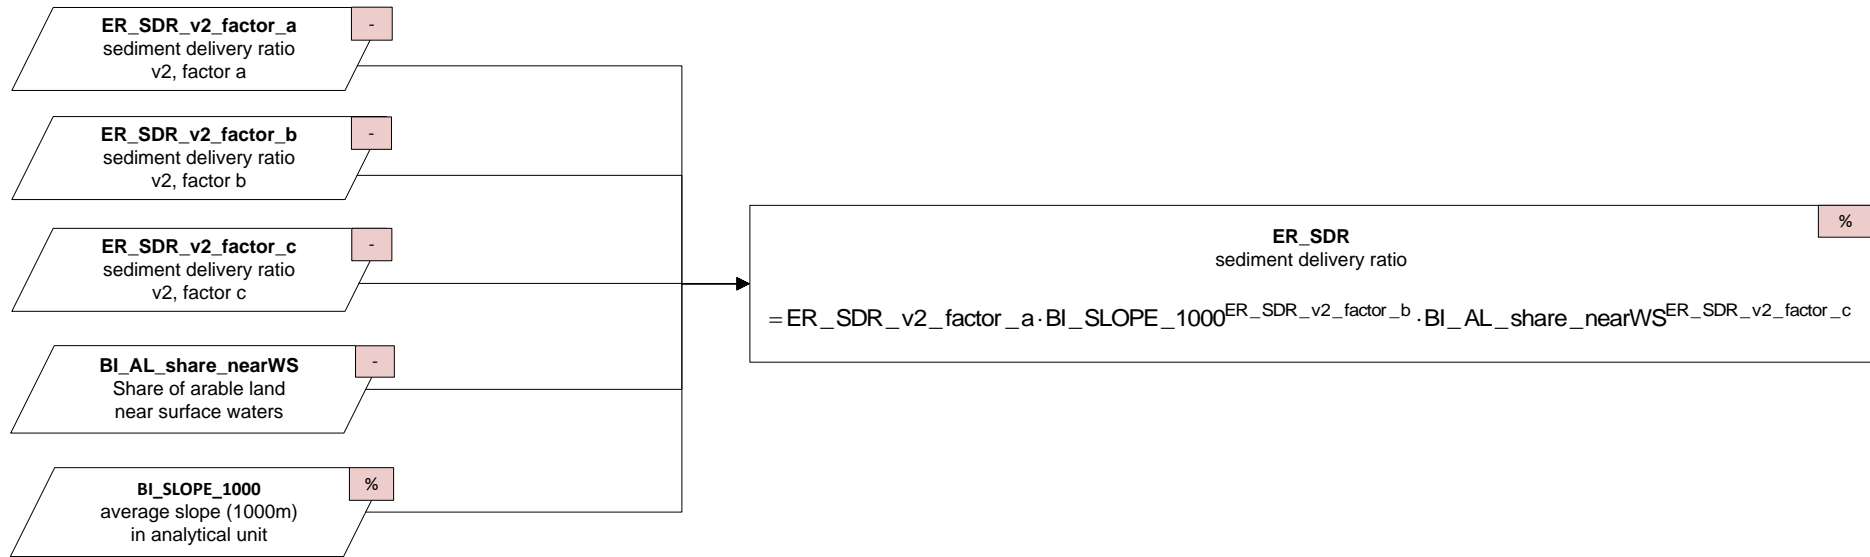 ER_SDR_v2_factor_a
-
sediment delivery ratio
v2, factor a
ER_SDR_v2_factor_b
-
sediment delivery ratio
v2, factor b
ER_SDR_v2_factor_c
-
sediment delivery ratio
v2, factor c
BI_AL_share_nearWS
-
Share of arable land
near surface waters
BI_SLOPE_1000
%
average slope (1000m)
in analytical unit
%
ER_SDR
sediment delivery ratio
=ER_SDR_v2_factor_a·BI_SLOPE_1000^ER_SDR_v2_factor_b·BI_AL_share_nearWS^ER_SDR_v2_factor_c